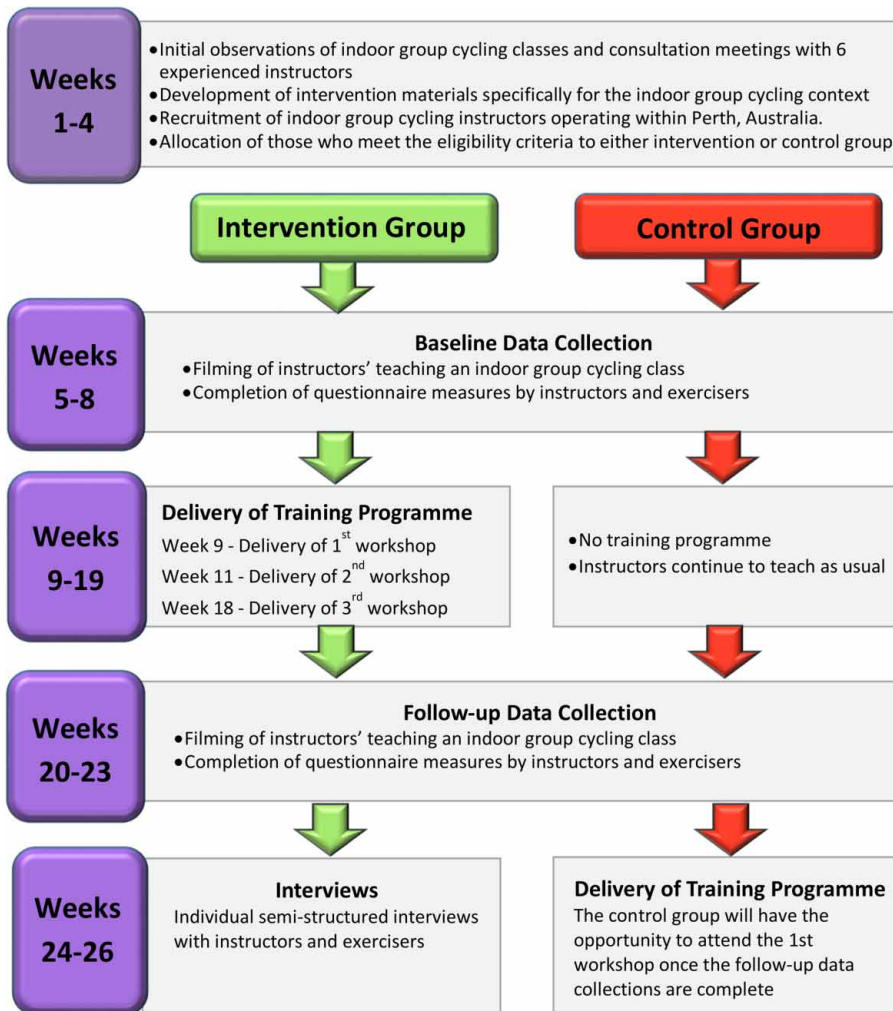 Weeks
1-4
•Initial observations of indoor group cycling classes and consultation meetings with 6
experienced instructors
•Development of intervention materials specifically for the indoor group cycling context
•Recruitment of indoor group cycling instructors operating within Perth, Australia.
•Allocation of those who meet the eligibility criteria to either intervention or control group
Intervention Group
Control Group
Weeks
5-8
Baseline Data Collection
•Filming of instructors’ teaching an indoor group cycling class
•Completion of questionnaire measures by instructors and exercisers
Weeks
9-19
Delivery of Training Programme
Week 9 - Delivery of 1st workshop
Week 11 - Delivery of 2nd workshop
Week 18 - Delivery of 3rd workshop
•No training programme
•Instructors continue to teach as usual
Weeks
20-23
Follow-up Data Collection
•Filming of instructors’ teaching an indoor group cycling class
•Completion of questionnaire measures by instructors and exercisers
Weeks
24-26
Interviews
Individual semi-structured interviews
with instructors and exercisers
Delivery of Training Programme
The control group will have the
opportunity to attend the 1st
workshop once the follow-up data
collections are complete